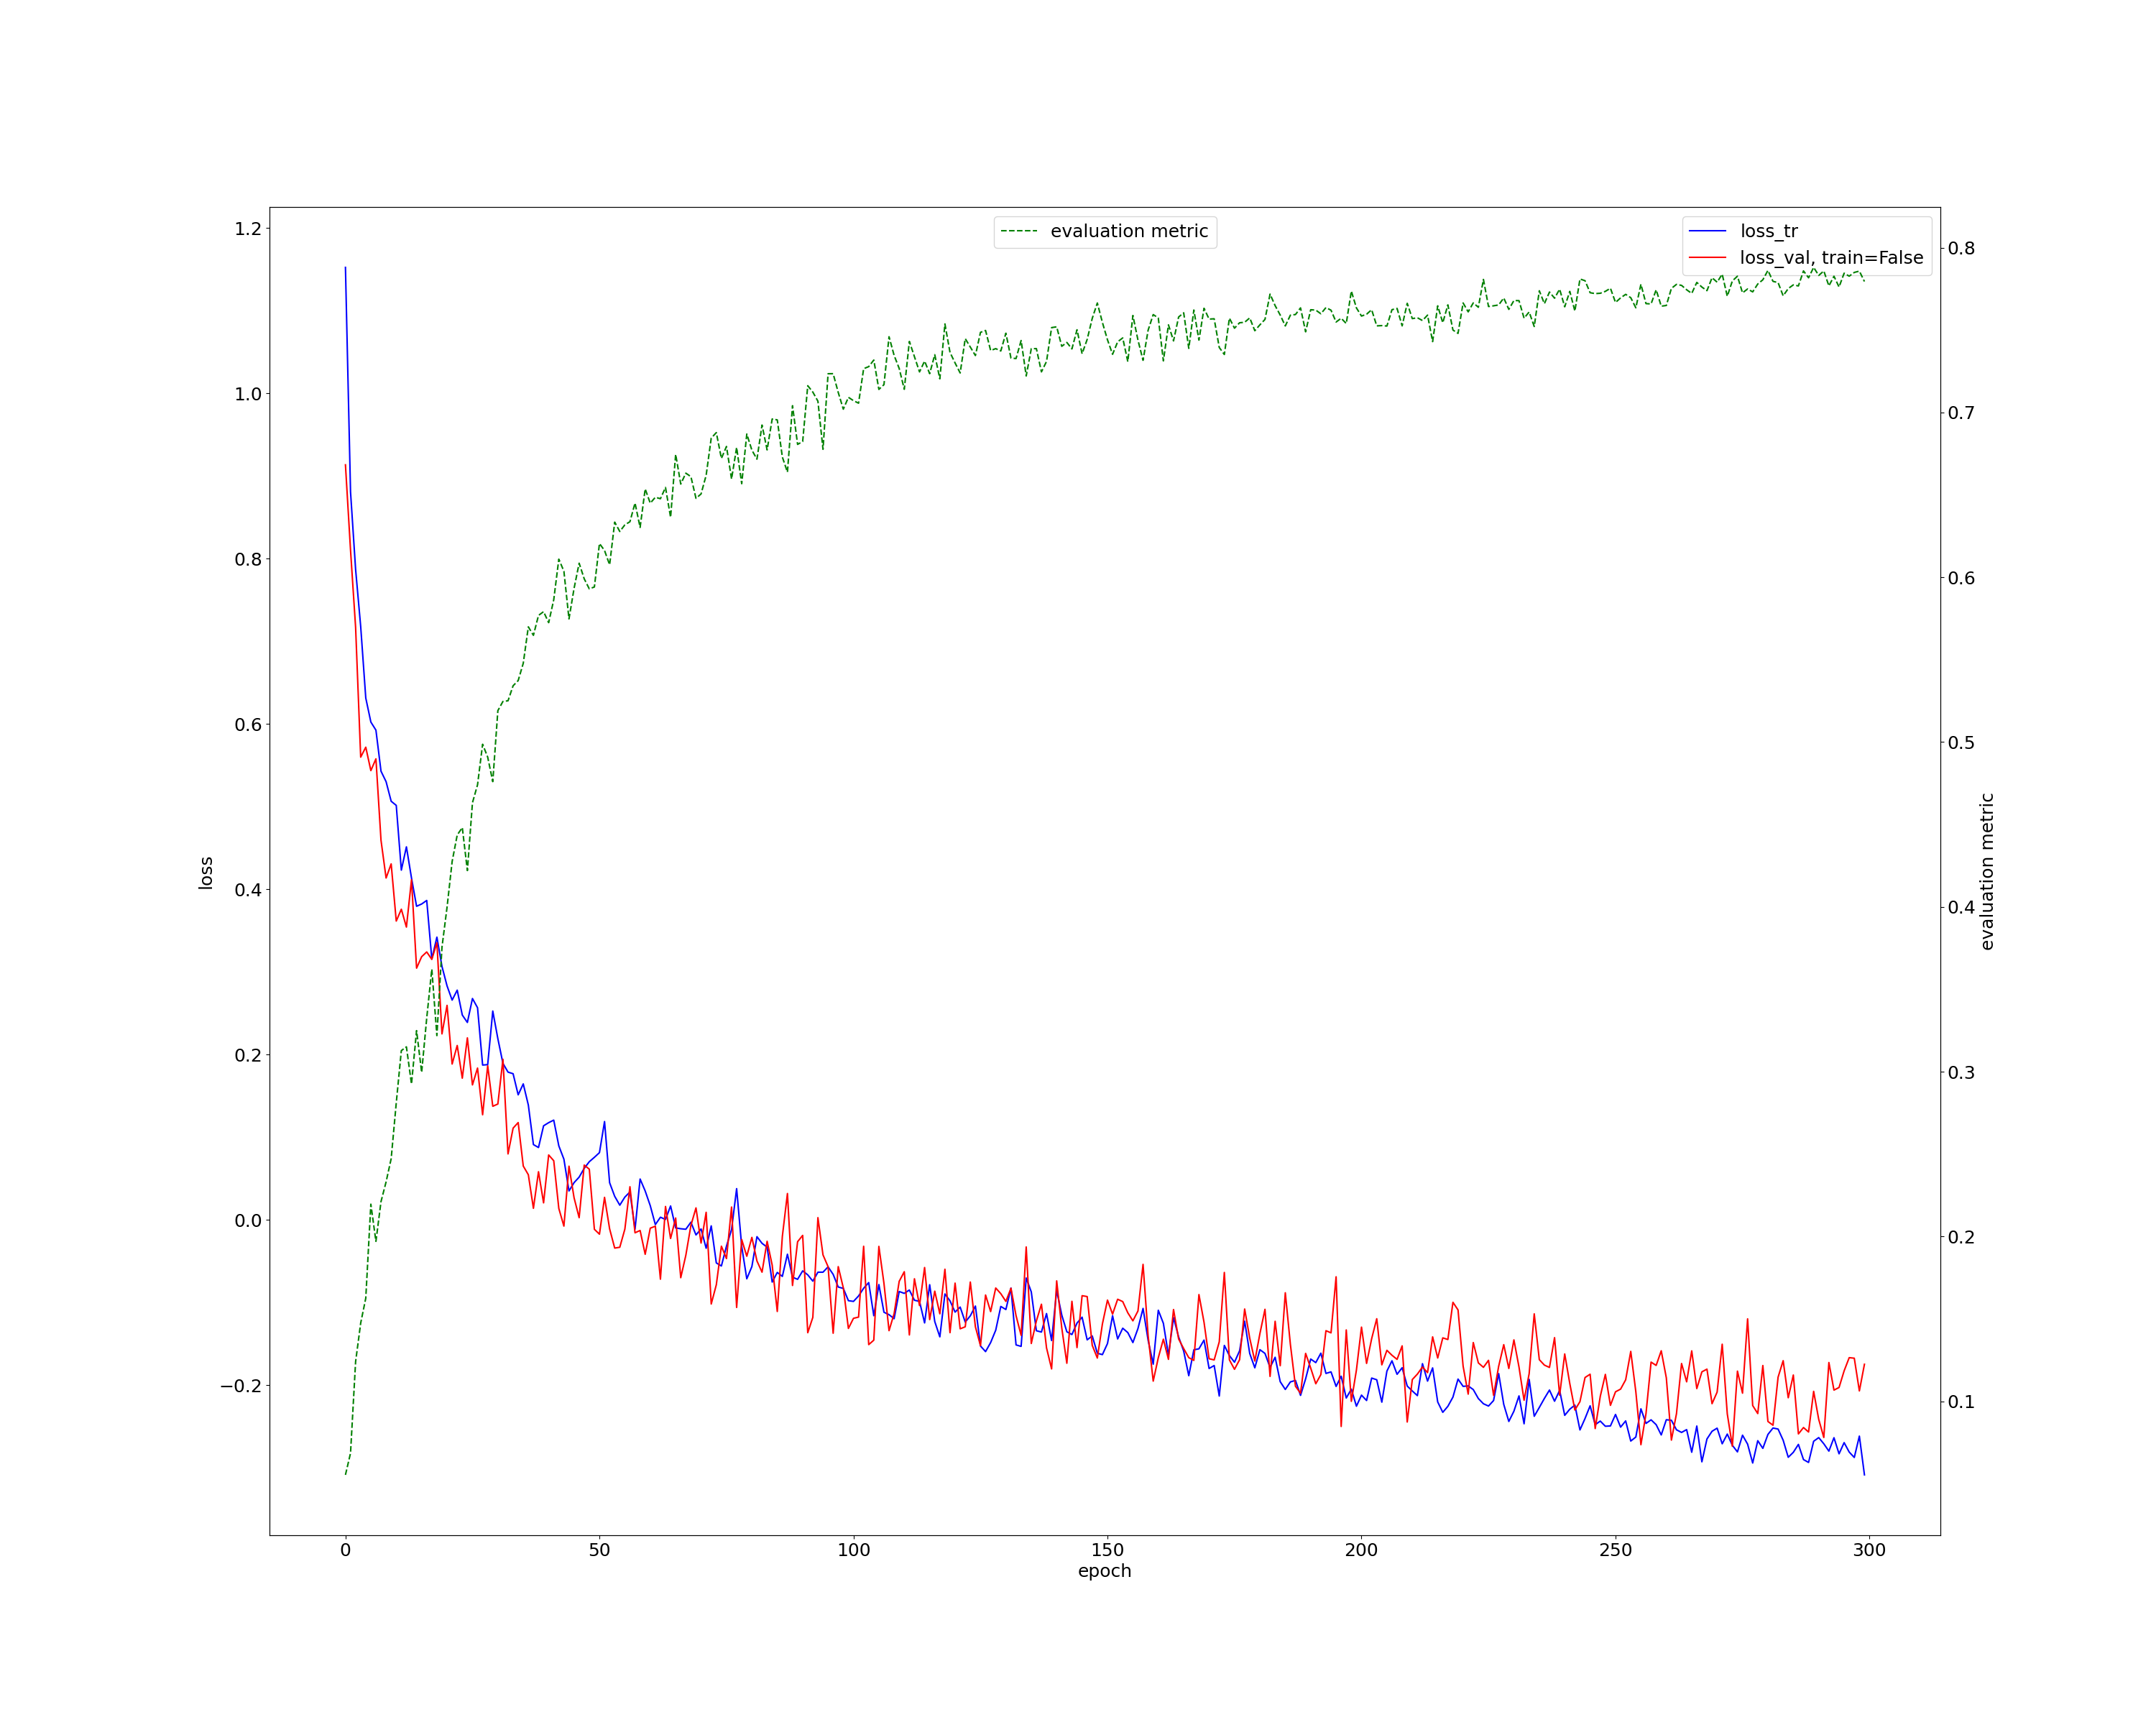 evaluation metric
loss_tr
loss_val, train=False
1.2
1.0
0.8
0.6
0.4
0.2
0.0
−0.2
loss
0.8
0.7
0.6
0.5
0.4
0.3
0.2
0.1
evaluation metric
0 50 100 150 200 250 300
epoch